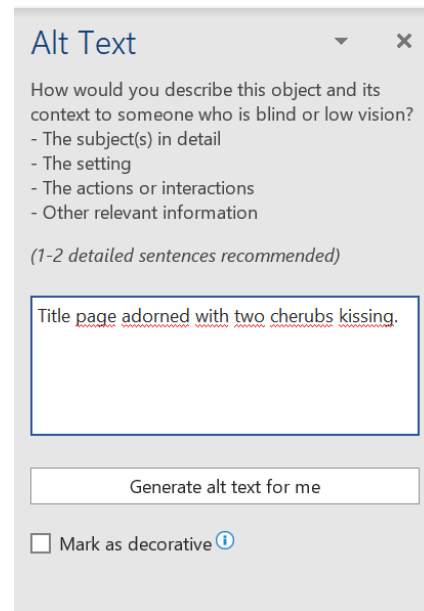 Alt Text
How would you describe this object and its
context to someone who is blind or low vision?
- The subject(s) in detail
- The setting
- The actions or interactions
- Other relevant information
(1-2 detailed sentences recommended)
Title page adorned with two cherubs kissing.
Generate alt text for me
Mark as decorative